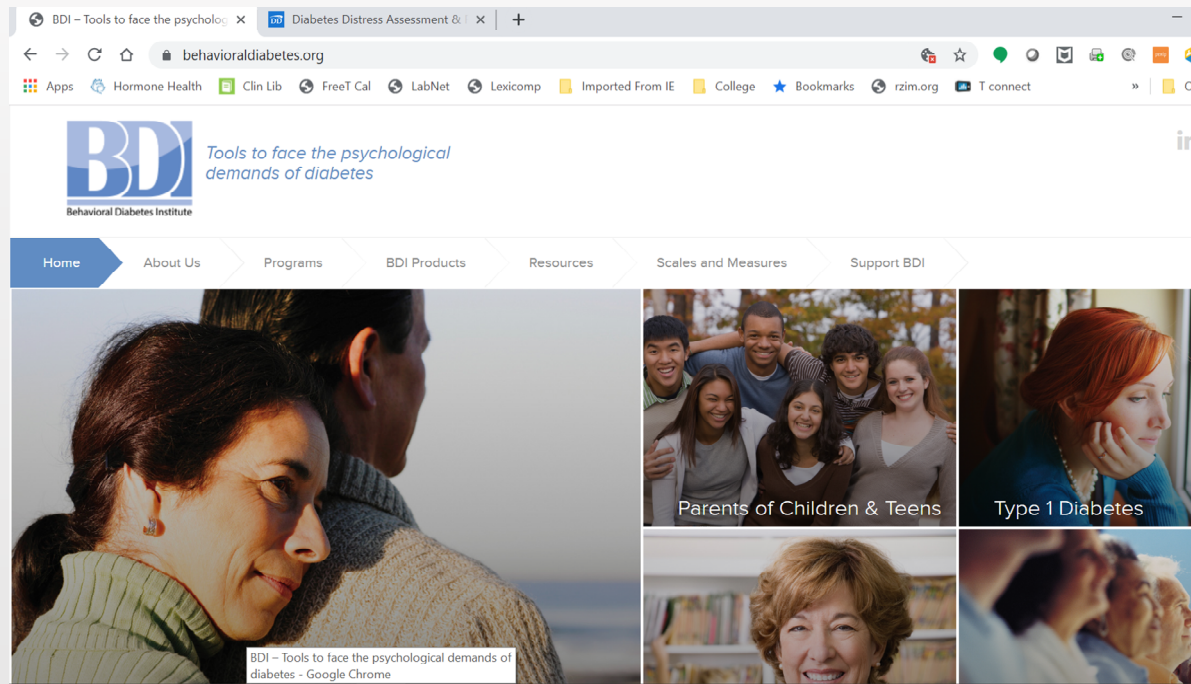 BDI – Tools to face the psycholog
Diabetes Distress Assessment &
behavioraldiabetes.org
Apps
Hormone Health
Clin Lib
FreeT Cal
LabNet
Lexicomp
Imported From IE
College
Bookmarks
rzim.org
T connect
»
BDI
Behavioral Diabetes Institute
Tools to face the psychological
demands of diabetes
in
Home
About Us
Programs
BDI Products
Resources
Scales and Measures
Support BDI
Parents of Children & Teens
Type 1 Diabetes
BDI – Tools to face the psychological demands of
diabetes - Google Chrome